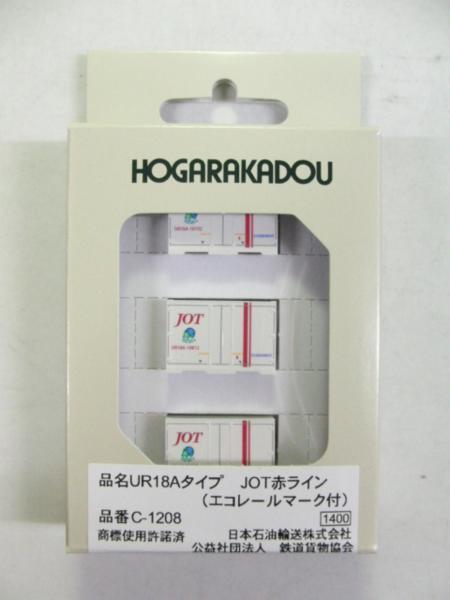 HOGARAKADOU
JOT
JOT
品名UR18Aタイプ JOT赤ライン
(エコレールマーク付)
品番C-1208
1400
商標使用許諾済
日本石油輸送株式会社
公益社団法人 鉄道貨物協会